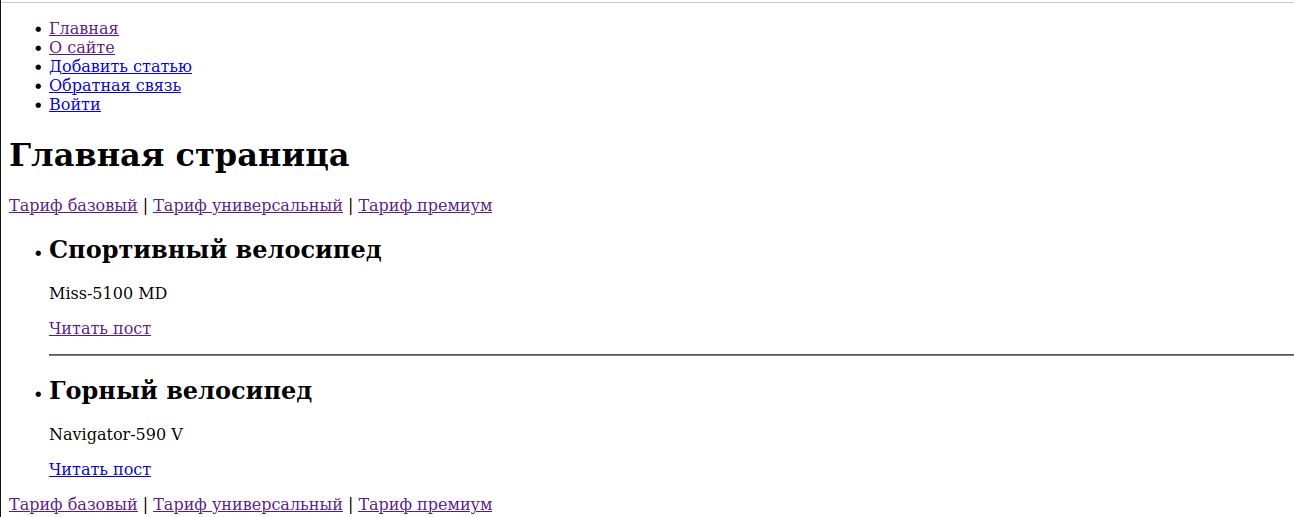 Главная
О сайте
Добавить статью
Обратная связь
Войти
Главная страница
Тариф базовый | Тариф универсальный | Тариф премиум
Спортивный велосипед
Miss-5100 MD
Читать пост
Горный велосипед
Navigator-590 V
Читать пост
Тариф базовый | Тариф универсальный | Тариф премиум